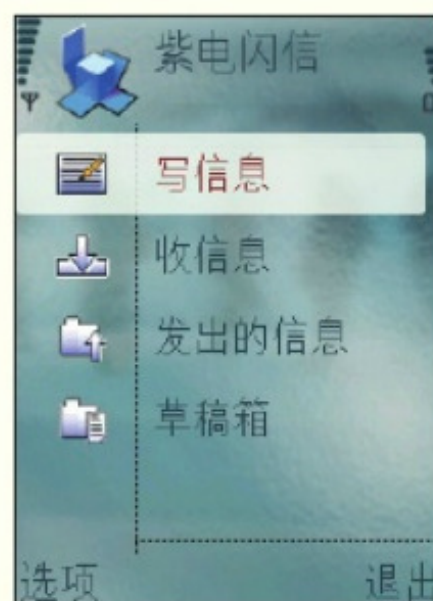 紫电闪信
写信息
收信息
发出的信息
草稿箱
选项 退出